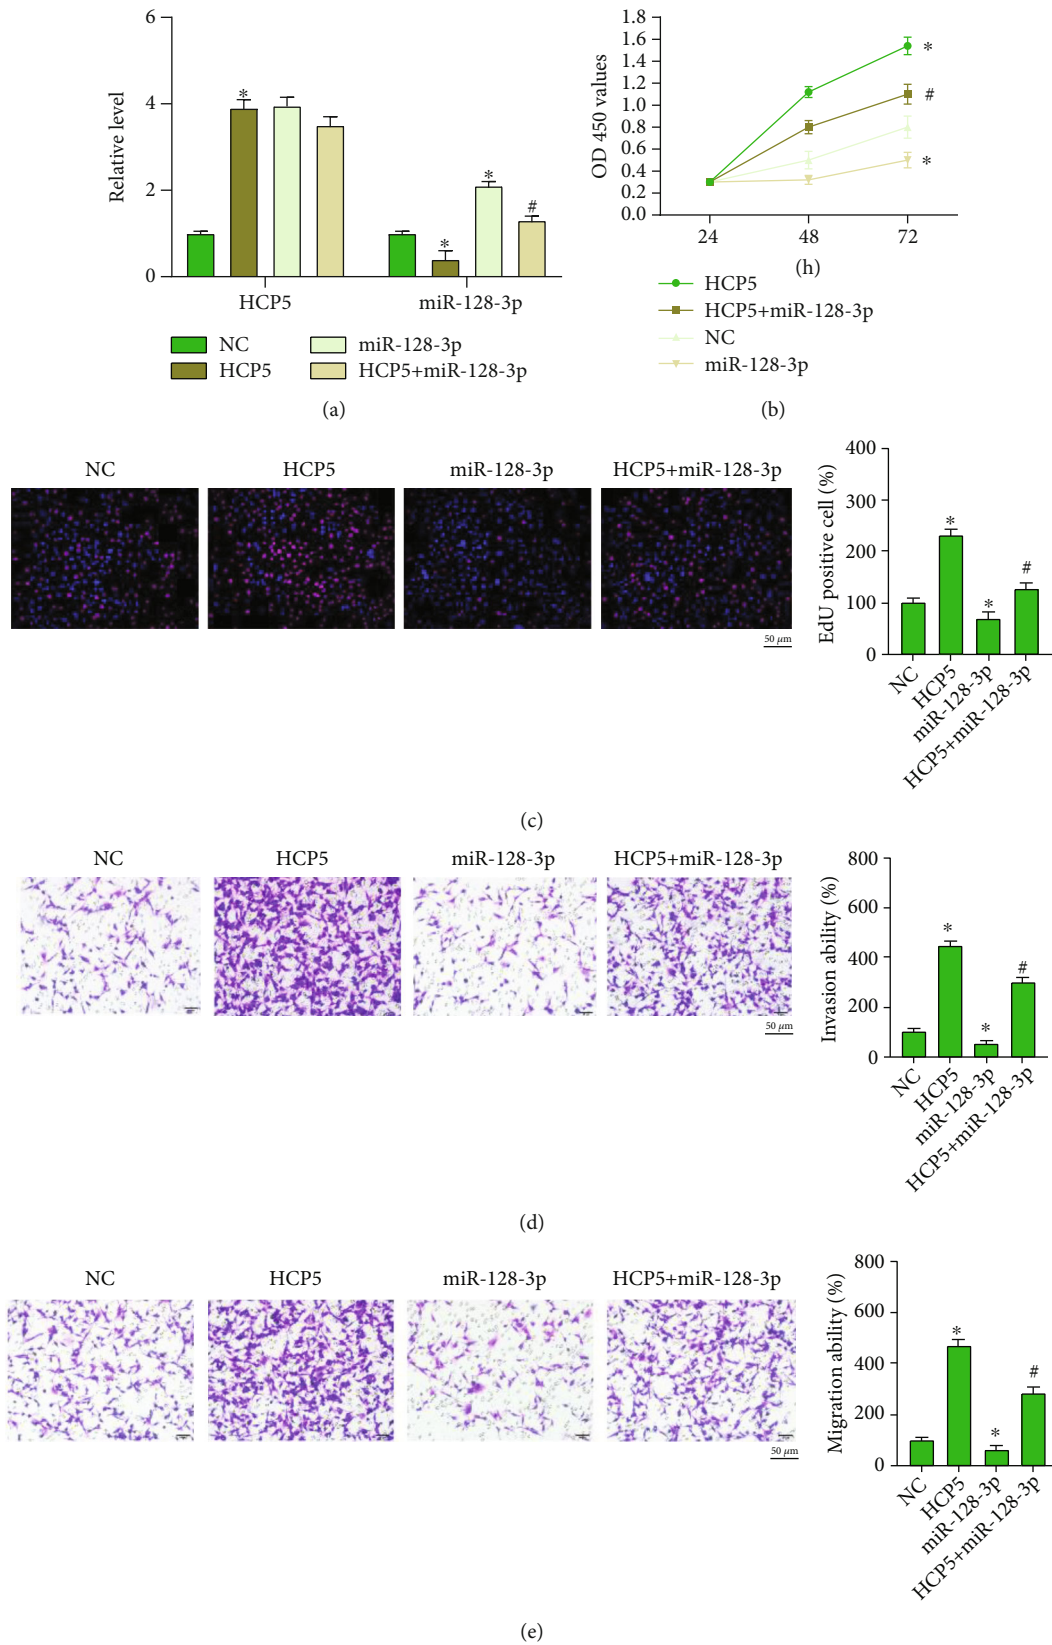 6
4
2
0
Relative level
*
*
*
#
HCP5
miR-128-3p
NC
miR-128-3p
HCP5
HCP5+miR-128-3p
(a)
1.8
1.6
1.4
1.2
1.0
0.8
0.6
0.4
0.2
0.0
OD 450 values
*
#
*
24 48 72
(h)
HCP5
HCP5+miR-128-3p
NC
miR-128-3p
(b)
NC HCP5 miR-128-3p HCP5+miR-128-3p
50 μm
400
300
200
100
0
EdU positive cell (%)
*
*
#
NC
HCP5
miR-128-3p
HCP5+miR-128-3p
(c)
NC HCP5 miR-128-3p HCP5+miR-128-3p
50 μm
800
600
400
200
0
Invasion ability (%)
*
*
#
NC
HCP5
miR-128-3p
HCP5+miR-128-3p
(d)
NC HCP5 miR-128-3p HCP5+miR-128-3p
50 μm
800
600
400
200
0
Migration ability (%)
*
*
#
NC
HCP5
miR-128-3p
HCP5+miR-128-3p
(e)